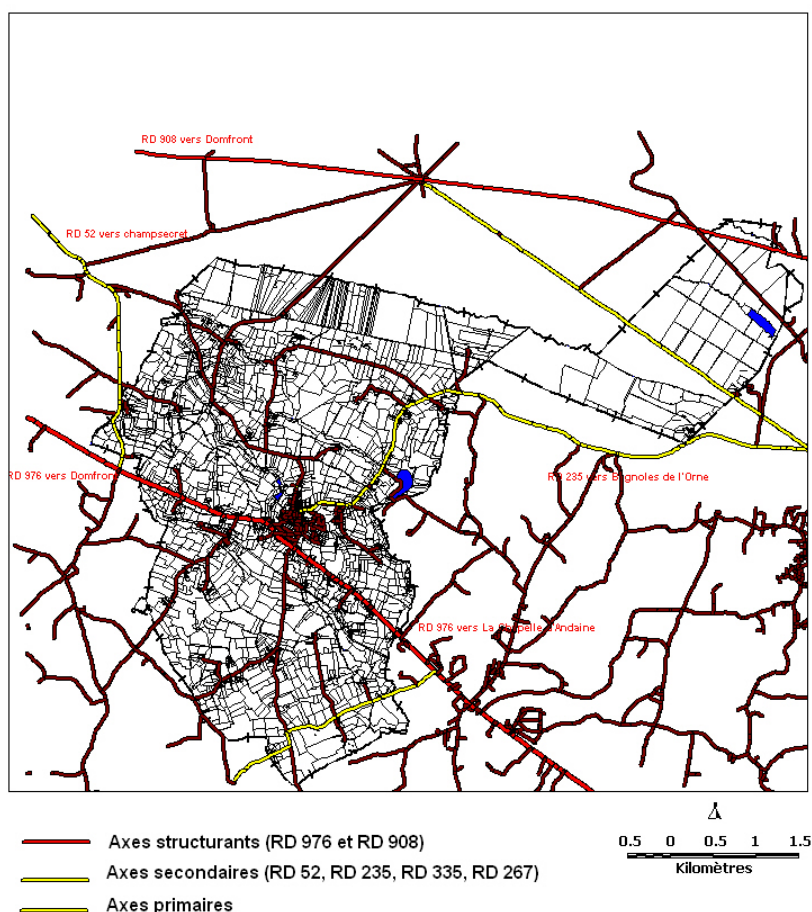 RD 908 vers Domfront
RD 52 vers champsecret
RD 976 vers Domfront
RD 235 vers Bagnoles de l'Orne
RD 976 vers La Chapelle d'Andaine
Axes structurants (RD 976 et RD 908)
Axes secondaires (RD 52, RD 235, RD 335, RD 267)
Axes primaires
0.5 0 0.5 1 1.5
Kilomètres